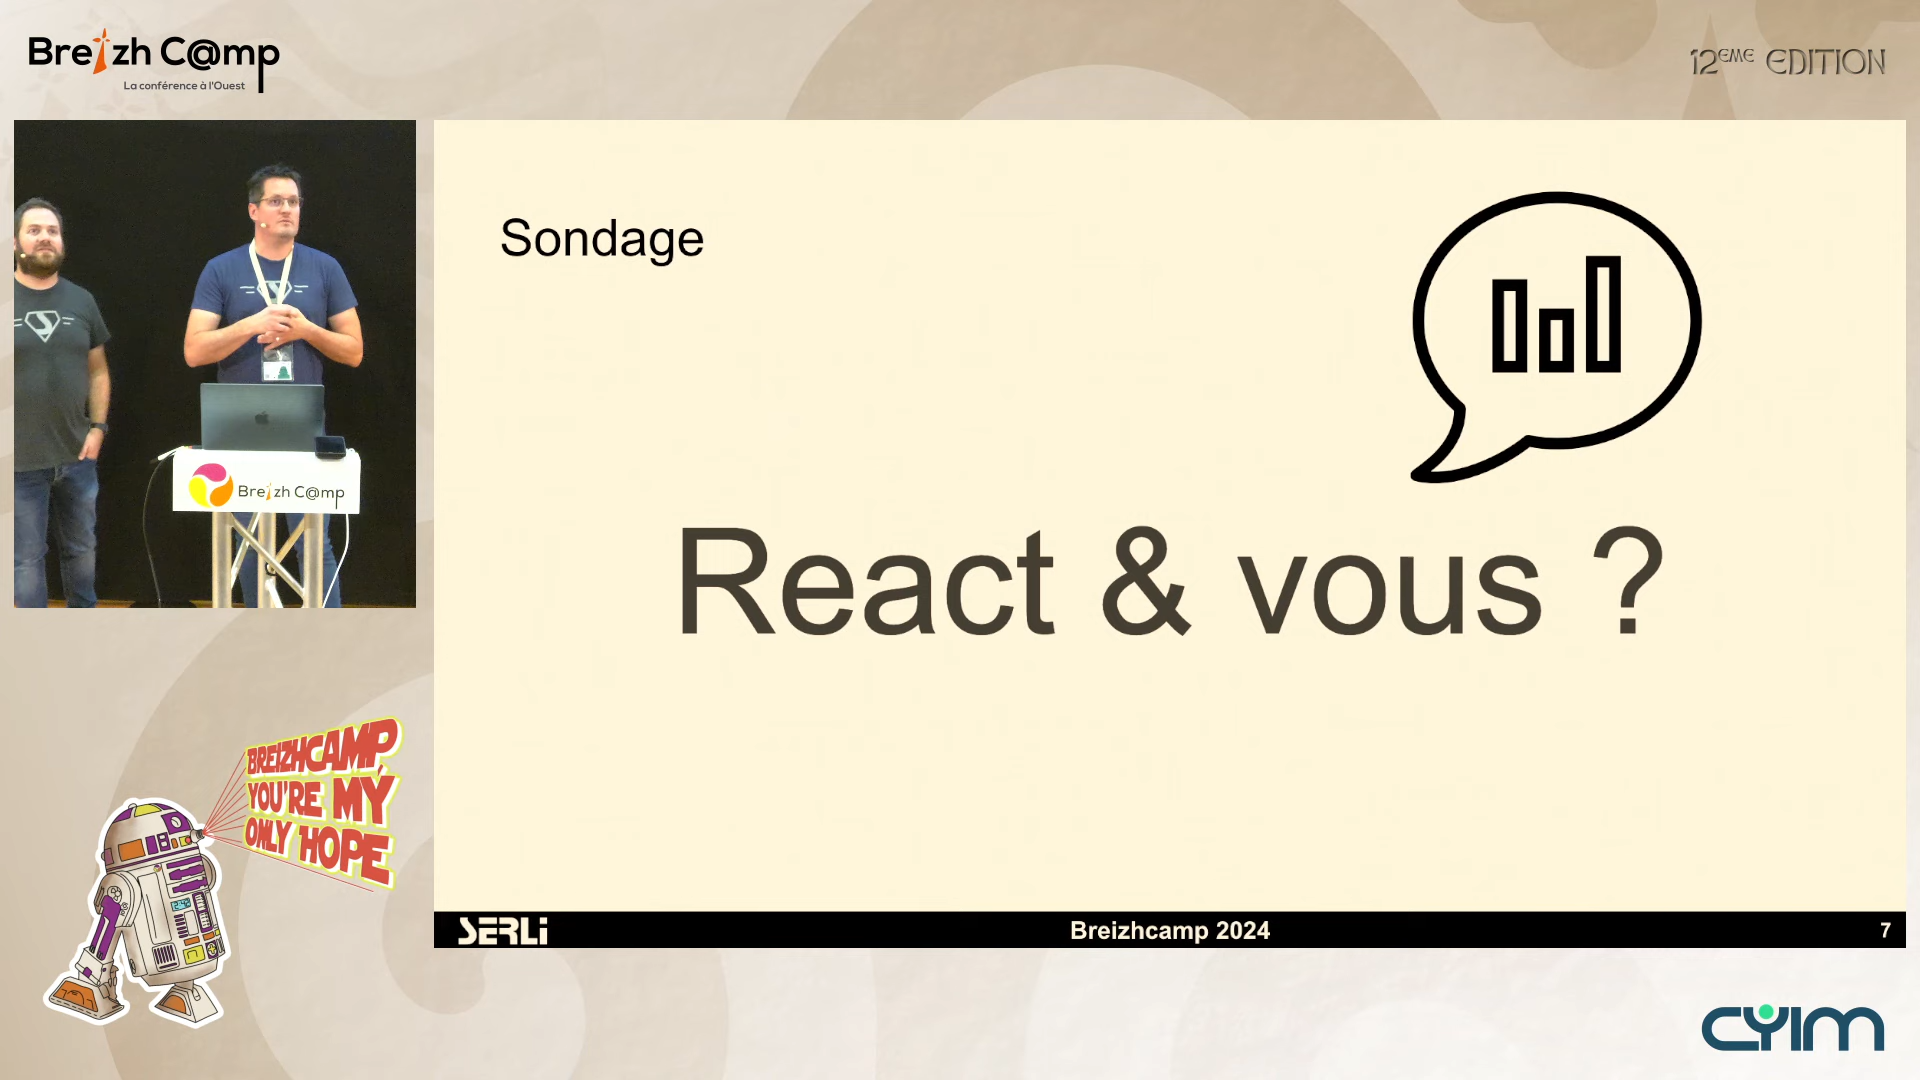 Breizh C@mp
La conférence à l'Ouest
12EME EDITION
Sondage
React & vous ?
Breizh C@mp
BREIZHCAMP,
YOU'RE MY
ONLY HOPE
SERLi
Breizhcamp 2024
7
CYIM